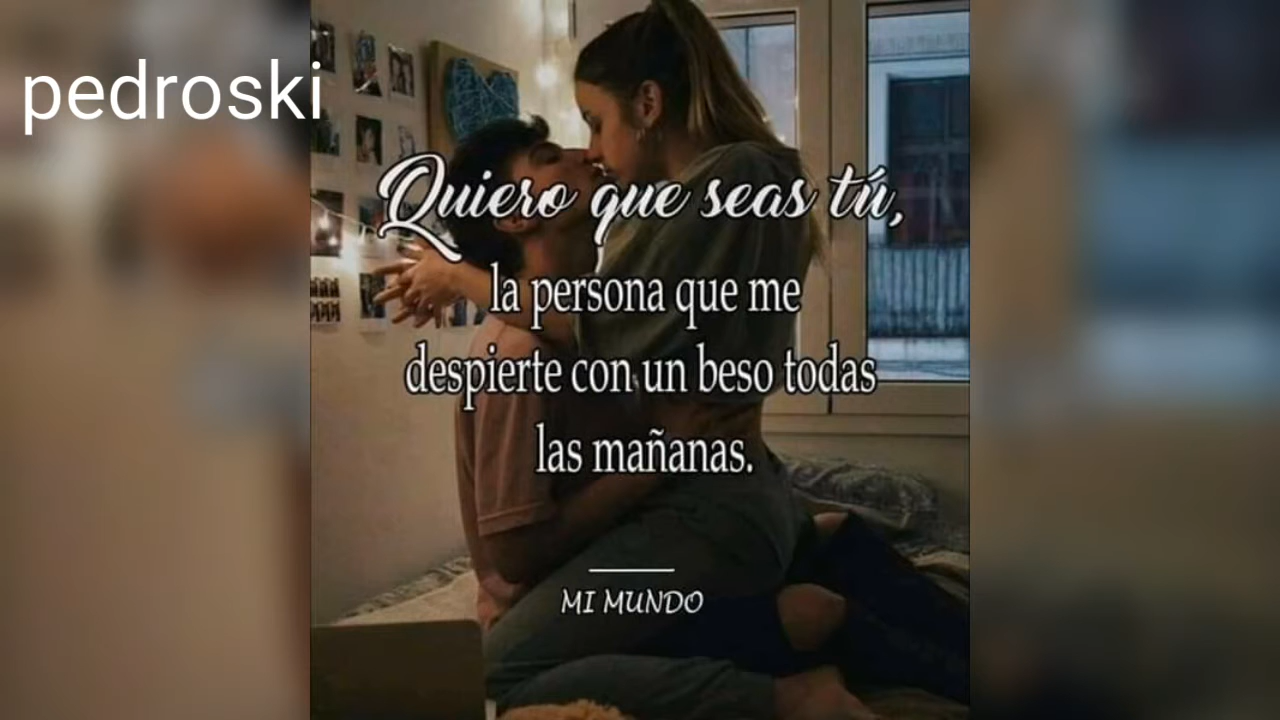 pedroski
Quiero que seas tú,
la persona que me
despierte con un beso todas
las mañanas.
MI MUNDO